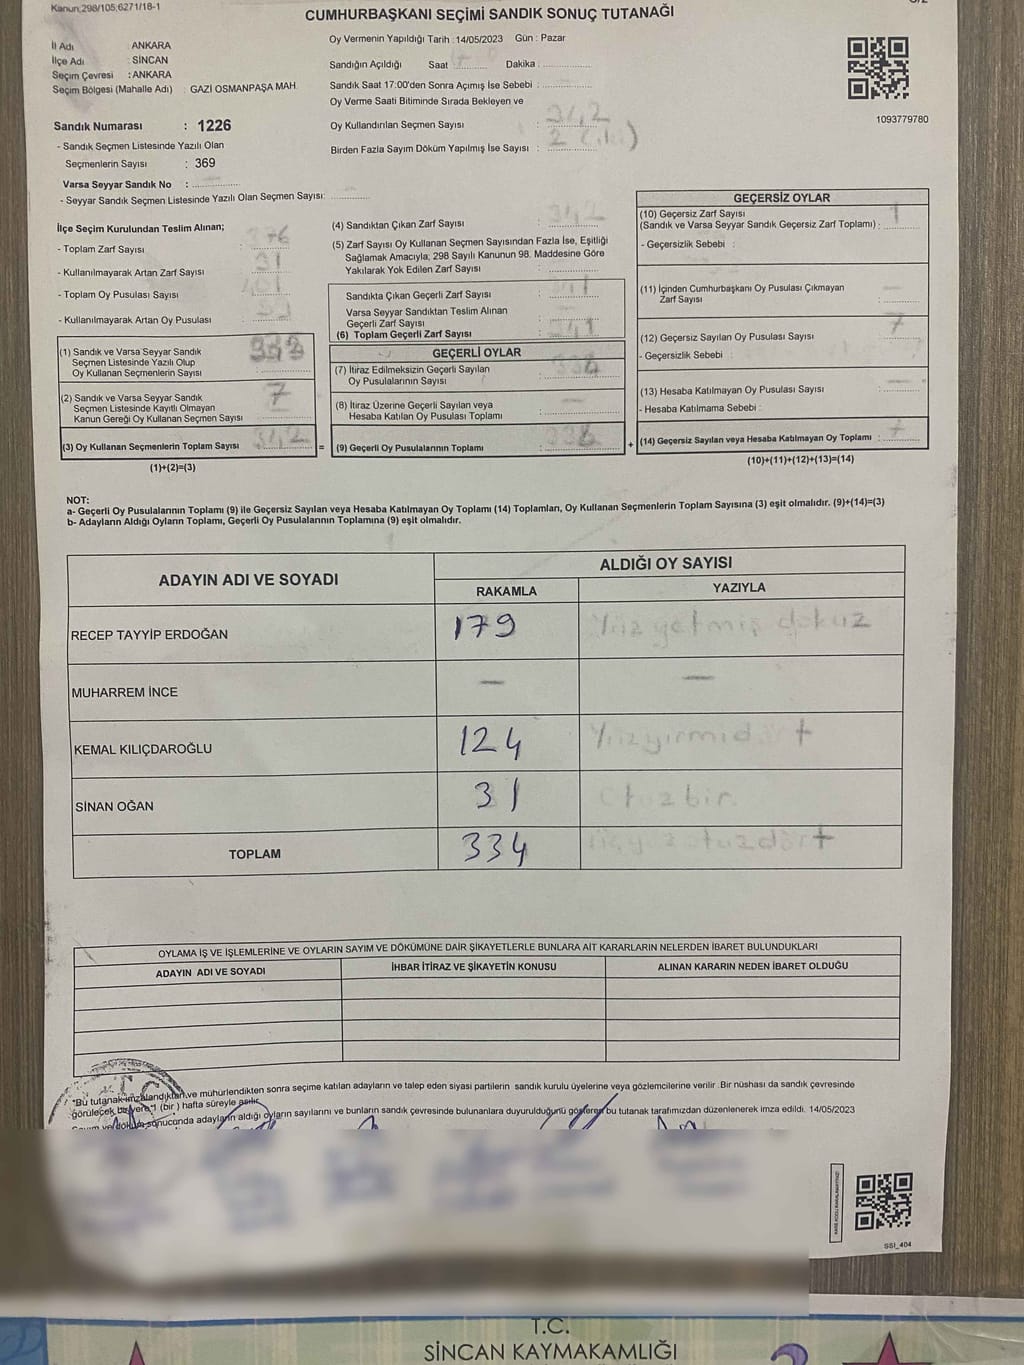 Kanun;298/105;6271/18-1
CUMHURBAŞKANI SEÇİMİ SANDIK SONUÇ TUTANAĞI
İl Adı : ANKARA
İlçe Adı : SİNCAN
Seçim Çevresi : ANKARA
Seçim Bölgesi (Mahalle Adı) : GAZİ OSMANPAŞA MAH.
Sandık Numarası : 1226
- Sandık Seçmen Listesinde Yazılı Olan
Seçmenlerin Sayısı : 369
Varsa Seyyar Sandık No :
- Seyyar Sandık Seçmen Listesinde Yazılı Olan Seçmen Sayısı:
Oy Vermenin Yapıldığı Tarih :14/05/2023 Gün : Pazar
Sandığın Açıldığı Saat Dakika :
Sandık Saat 17:00'den Sonra Açımış İse Sebebi :
Oy Verme Saati Bitiminde Sırada Bekleyen ve
Oy Kullandırılan Seçmen Sayısı : 342
Birden Fazla Sayım Döküm Yapılmış İse Sayısı : 2 (iki)
1093779780
İlçe Seçim Kurulundan Teslim Alınan;
- Toplam Zarf Sayısı :
- Kullanılmayarak Artan Zarf Sayısı :
- Toplam Oy Pusulası Sayısı :
- Kullanılmayarak Artan Oy Pusulası :
(1) Sandık ve Varsa Seyyar Sandık
Seçmen Listesinde Yazılı Olup
Oy Kullanan Seçmenlerin Sayısı :
(2) Sandık ve Varsa Seyyar Sandık
Seçmen Listesinde Kayıtlı Olmayan
Kanun Gereği Oy Kullanan Seçmen Sayısı : 7
(3) Oy Kullanan Seçmenlerin Toplam Sayısı : 342 =
(1)+(2)=(3)
(4) Sandıktan Çıkan Zarf Sayısı : 342
(5) Zarf Sayısı Oy Kullanan Seçmen Sayısından Fazla İse, Eşitliği
Sağlamak Amacıyla; 298 Sayılı Kanunun 98. Maddesine Göre
Yakılarak Yok Edilen Zarf Sayısı :
Sandıkta Çıkan Geçerli Zarf Sayısı : 341
Varsa Seyyar Sandıktan Teslim Alınan
Geçerli Zarf Sayısı : —
(6) Toplam Geçerli Zarf Sayısı : 341
GEÇERLİ OYLAR
(7) İtiraz Edilmeksizin Geçerli Sayılan
Oy Pusulalarının Sayısı :
(8) İtiraz Üzerine Geçerli Sayılan veya
Hesaba Katılan Oy Pusulası Toplamı : —
(9) Geçerli Oy Pusulalarının Toplamı : +
GEÇERSİZ OYLAR
(10) Geçersiz Zarf Sayısı
(Sandık ve Varsa Seyyar Sandık Geçersiz Zarf Toplamı) : 1
- Geçersizlik Sebebi :
(11) İçinden Cumhurbaşkanı Oy Pusulası Çıkmayan
Zarf Sayısı : —
(12) Geçersiz Sayılan Oy Pusulası Sayısı : 7
- Geçersizlik Sebebi :
(13) Hesaba Katılmayan Oy Pusulası Sayısı : —
- Hesaba Katılmama Sebebi :
(14) Geçersiz Sayılan veya Hesaba Katılmayan Oy Toplamı :
(10)+(11)+(12)+(13)=(14)
NOT:
a- Geçerli Oy Pusulalarının Toplamı (9) ile Geçersiz Sayılan veya Hesaba Katılmayan Oy Toplamı (14) Toplamları, Oy Kullanan Seçmenlerin Toplam Sayısına (3) eşit olmalıdır. (9)+(14)=(3)
b- Adayların Aldığı Oyların Toplamı, Geçerli Oy Pusulalarının Toplamına (9) eşit olmalıdır.
ADAYIN ADI VE SOYADI ALDIĞI OY SAYISI
RAKAMLA YAZIYLA
RECEP TAYYİP ERDOĞAN 179 Yüz yetmiş dokuz
MUHARREM İNCE — —
KEMAL KILIÇDAROĞLU 124 Yüzyirmidört
SİNAN OĞAN 31 Otuzbir
TOPLAM 334 üçyüzotuzdört
OYLAMA İŞ VE İŞLEMLERİNE VE OYLARIN SAYIM VE DÖKÜMÜNE DAİR ŞİKAYETLERLE BUNLARA AİT KARARLARIN NELERDEN İBARET BULUNDUKLARI
ADAYIN ADI VE SOYADI İHBAR İTİRAZ VE ŞİKAYETİN KONUSU ALINAN KARARIN NEDEN İBARET OLDUĞU
T.C.
"Bu tutanak imzalandıktan ve mühürlendikten sonra seçime katılan adayların ve talep eden siyasi partilerin sandık kurulu üyelerine veya gözlemcilerine verilir .Bir nüshası da sandık çevresinde
görülecek bir yere 1 (bir ) hafta süreyle asılır.
Sayım ve döküm sonucunda adayların aldığı oyların sayılarını ve bunların sandık çevresinde bulunanlara duyurulduğunu gösteren bu tutanak tarafımızdan düzenlenerek imza edildi. 14/05/2023
SSI_404
T.C.
SİNCAN KAYMAKAMLIĞI